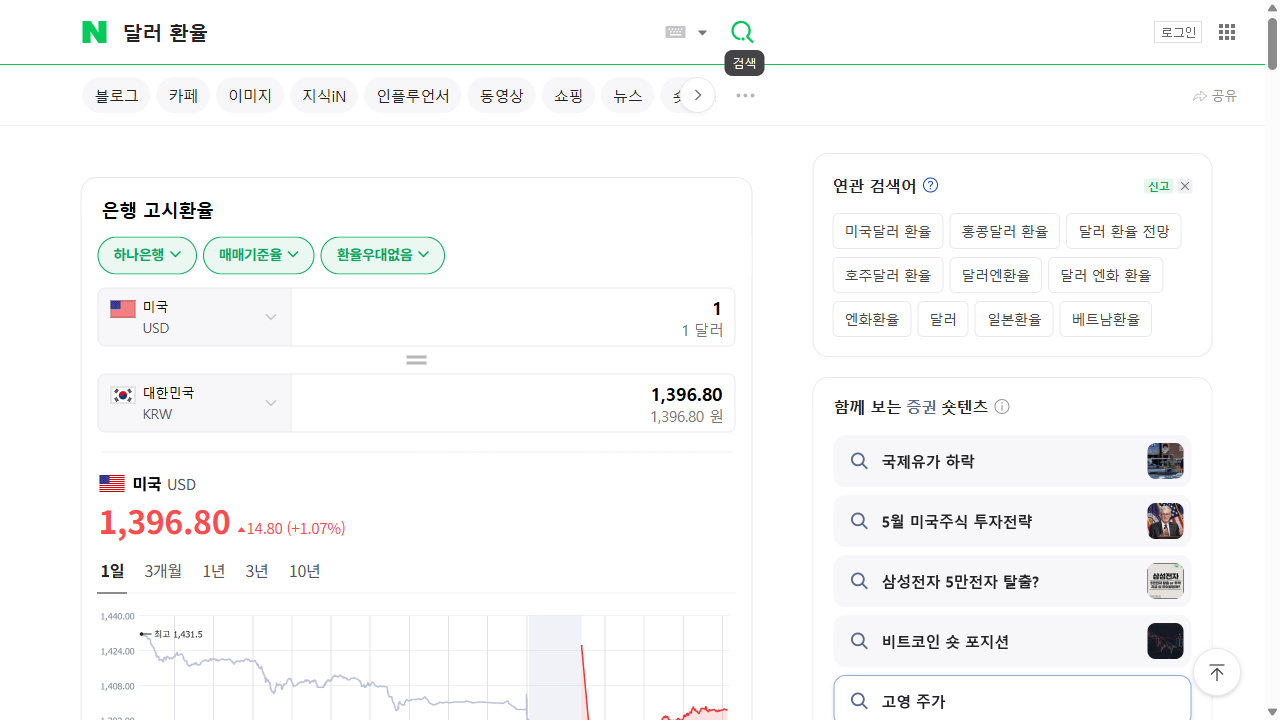 N 달러 환율
로그인
검색
블로그 카페 이미지 지식iN 인플루언서 동영상 쇼핑 뉴스
공유
은행 고시환율
하나은행 매매기준율 환율우대없음
미국
USD
1
1 달러
대한민국
KRW
1,396.80
1,396.80 원
미국 USD
1,396.80 ▲14.80 (+1.07%)
1일 3개월 1년 3년 10년
1,440.00
최고 1,431.5
1,424.00
1,408.00
연관 검색어 ?
신고
미국달러 환율 홍콩달러 환율 달러 환율 전망
호주달러 환율 달러엔환율 달러 엔화 환율
엔화환율 달러 일본환율 베트남환율
함께 보는 증권 숏텐츠
국제유가 하락
5월 미국주식 투자전략
삼성전자 5만전자 탈출?
삼성전자
비트코인 숏 포지션
고영 주가